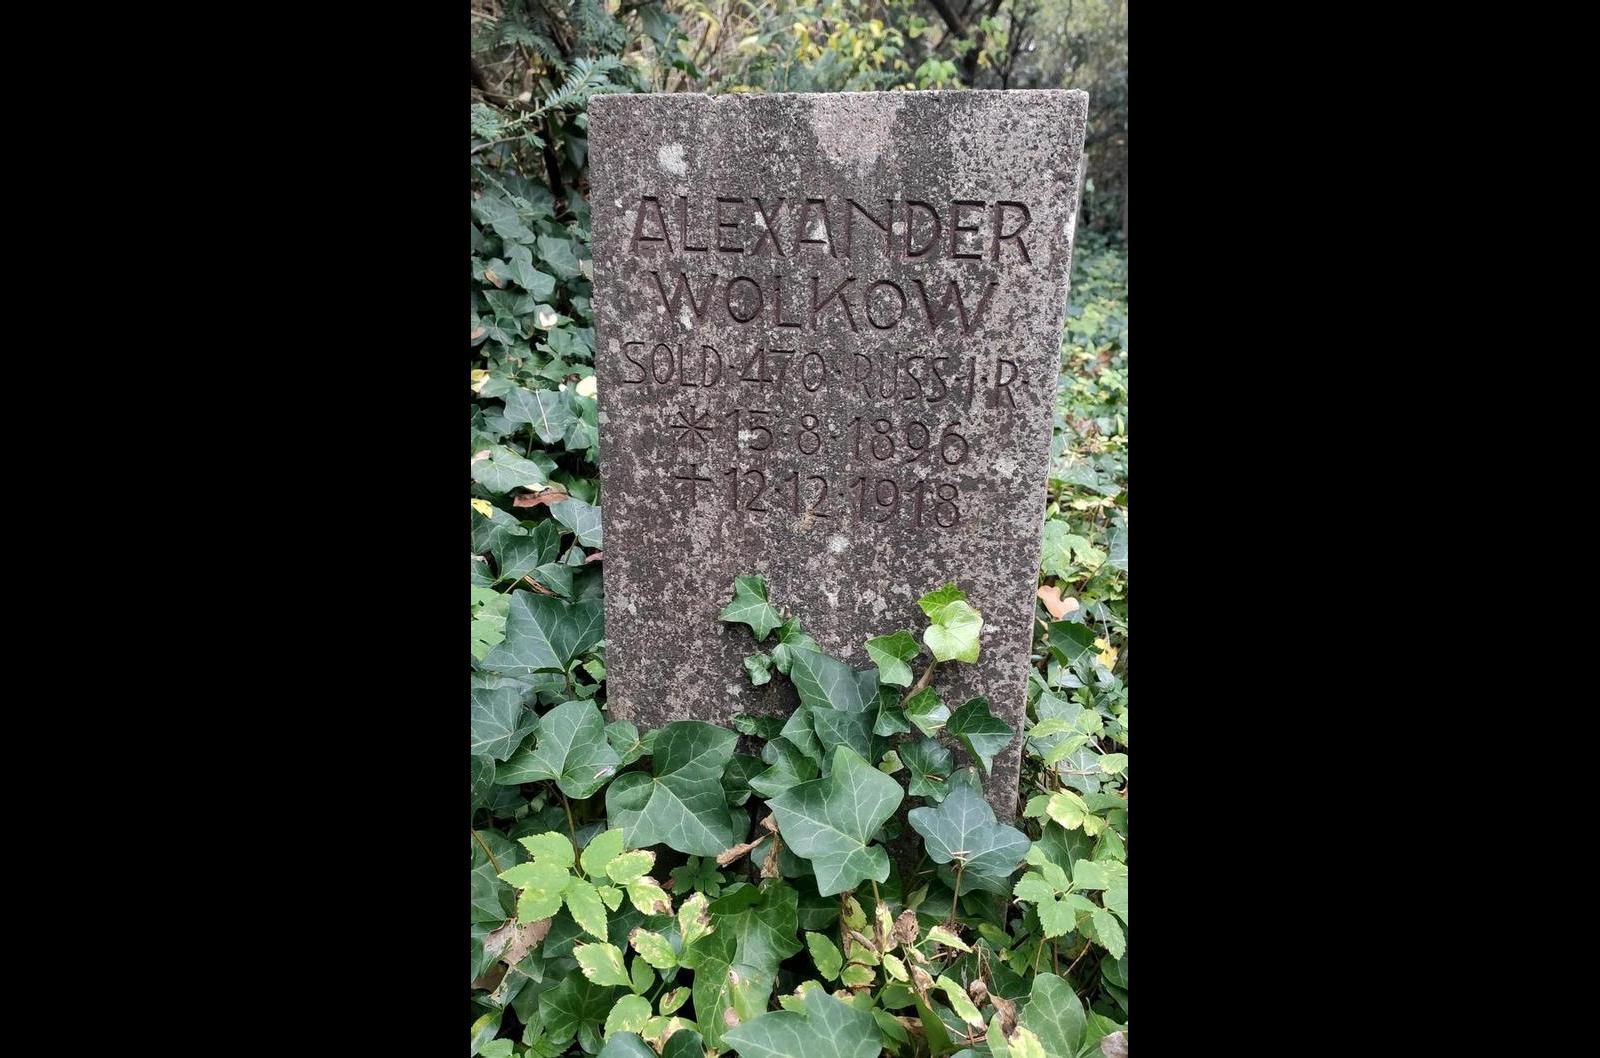 ALEXANDER
WOLKOW
SOLD·470·RUSS·I·R·
* 15·8·1896
† 12·12·1918